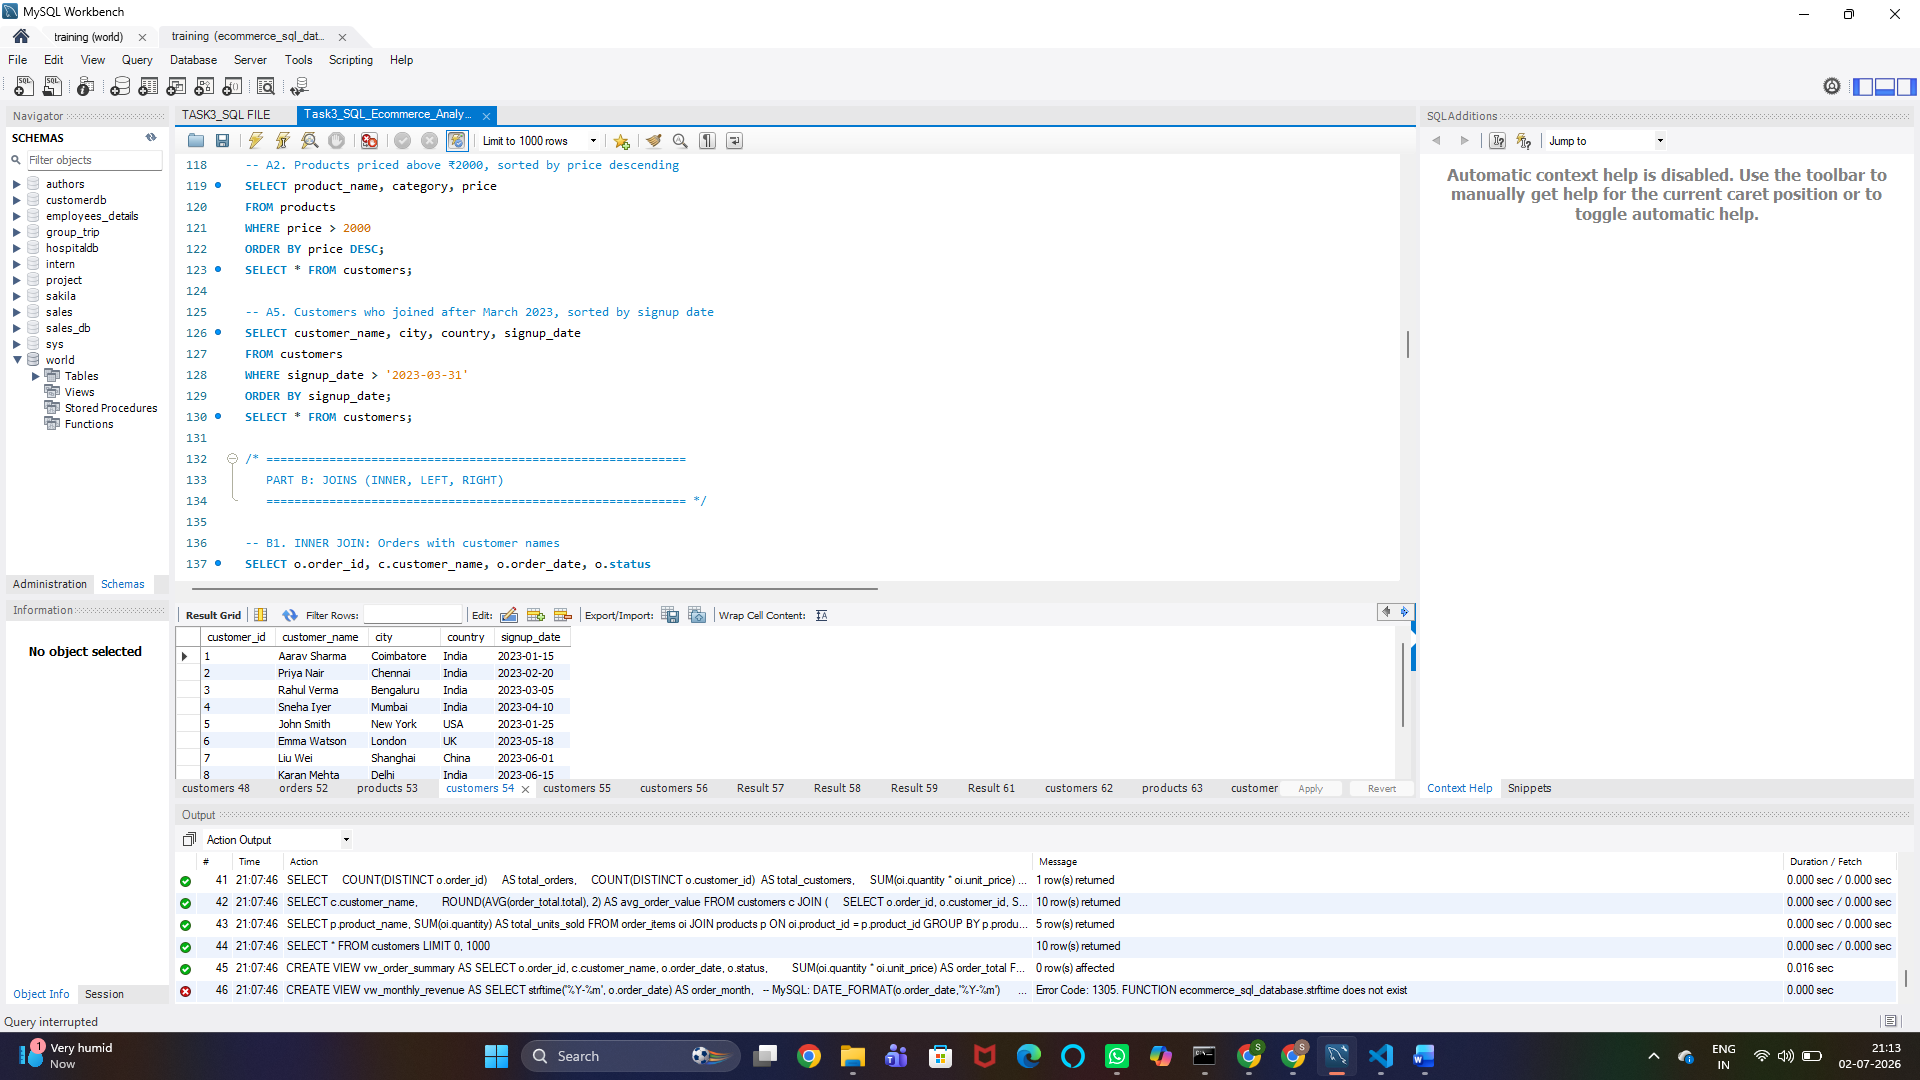 MySQL Workbench
training (world)
training (ecommerce_sql_dat...
File Edit View Query Database Server Tools Scripting Help
Navigator
SCHEMAS
Filter objects
authors
customerdb
employees_details
group_trip
hospitaldb
intern
project
sakila
sales
sales_db
sys
world
Tables
Views
Stored Procedures
Functions
Administration Schemas
Information
No object selected
Object Info Session
TASK3_SQL FILE
Task3_SQL_Ecommerce_Analy...
Limit to 1000 rows
118 -- A2. Products priced above ₹2000, sorted by price descending
119 SELECT product_name, category, price
120 FROM products
121 WHERE price > 2000
122 ORDER BY price DESC;
123 SELECT * FROM customers;
124
125 -- A5. Customers who joined after March 2023, sorted by signup date
126 SELECT customer_name, city, country, signup_date
127 FROM customers
128 WHERE signup_date > '2023-03-31'
129 ORDER BY signup_date;
130 SELECT * FROM customers;
131
132 /* ============================================================
133 PART B: JOINS (INNER, LEFT, RIGHT)
134 ============================================================ */
135
136 -- B1. INNER JOIN: Orders with customer names
137 SELECT o.order_id, c.customer_name, o.order_date, o.status
Result Grid Filter Rows: Edit: Export/Import: Wrap Cell Content:
customer_id customer_name city country signup_date
1 Aarav Sharma Coimbatore India 2023-01-15
2 Priya Nair Chennai India 2023-02-20
3 Rahul Verma Bengaluru India 2023-03-05
4 Sneha Iyer Mumbai India 2023-04-10
5 John Smith New York USA 2023-01-25
6 Emma Watson London UK 2023-05-18
7 Liu Wei Shanghai China 2023-06-01
8 Karan Mehta Delhi India 2023-06-15
customers 48 orders 52 products 53 customers 54 customers 55 customers 56 Result 57 Result 58 Result 59 Result 61 customers 62 products 63 customer Apply Revert
Output
Action Output
# Time Action Message Duration / Fetch
41 21:07:46 SELECT COUNT(DISTINCT o.order_id) AS total_orders, COUNT(DISTINCT o.customer_id) AS total_customers, SUM(oi.quantity * oi.unit_price) ... 1 row(s) returned 0.000 sec / 0.000 sec
42 21:07:46 SELECT c.customer_name, ROUND(AVG(order_total.total), 2) AS avg_order_value FROM customers c JOIN ( SELECT o.order_id, o.customer_id, S... 10 row(s) returned 0.000 sec / 0.000 sec
43 21:07:46 SELECT p.product_name, SUM(oi.quantity) AS total_units_sold FROM order_items oi JOIN products p ON oi.product_id = p.product_id GROUP BY p.produ... 5 row(s) returned 0.000 sec / 0.000 sec
44 21:07:46 SELECT * FROM customers LIMIT 0, 1000 10 row(s) returned 0.000 sec / 0.000 sec
45 21:07:46 CREATE VIEW vw_order_summary AS SELECT o.order_id, c.customer_name, o.order_date, o.status, SUM(oi.quantity * oi.unit_price) AS order_total F... 0 row(s) affected 0.016 sec
46 21:07:46 CREATE VIEW vw_monthly_revenue AS SELECT strftime('%Y-%m', o.order_date) AS order_month, -- MySQL: DATE_FORMAT(o.order_date,'%Y-%m') ... Error Code: 1305. FUNCTION ecommerce_sql_database.strftime does not exist 0.000 sec
SQLAdditions
Jump to
Automatic context help is disabled. Use the toolbar to
manually get help for the current caret position or to
toggle automatic help.
Context Help Snippets
Query interrupted
1
Very humid
Now
Search
S
S
ENG
IN
21:13
02-07-2026